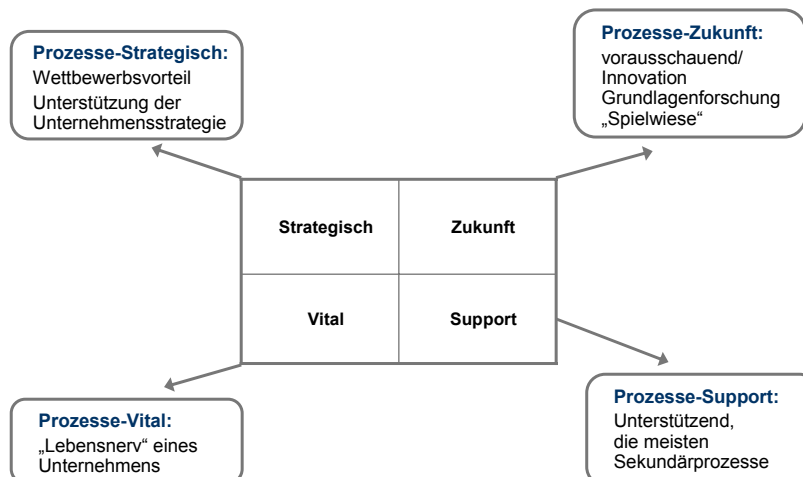 Prozesse-Strategisch:
Wettbewerbsvorteil
Unterstützung der
Unternehmensstrategie
Prozesse-Zukunft:
vorausschauend/
Innovation
Grundlagenforschung
„Spielwiese“
Strategisch
Zukunft
Vital
Support
Prozesse-Vital:
„Lebensnerv“ eines
Unternehmens
Prozesse-Support:
Unterstützend,
die meisten
Sekundärprozesse